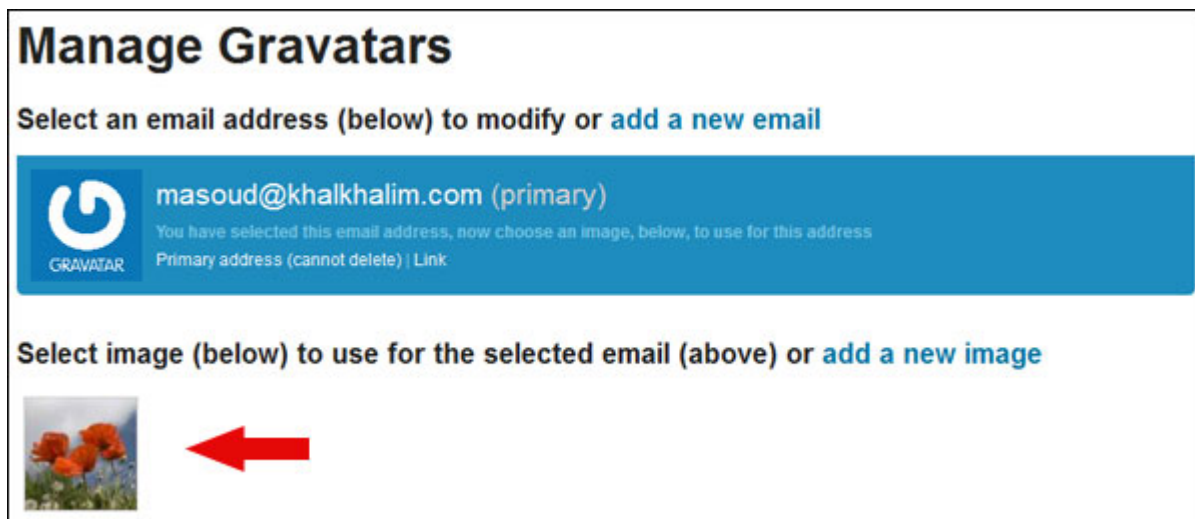 Manage Gravatars
Select an email address (below) to modify or add a new email
masoud@khalkhalim.com (primary)
You have selected this email address, now choose an image, below, to use for this address
GRAVATAR
Primary address (cannot delete) | Link
Select image (below) to use for the selected email (above) or add a new image